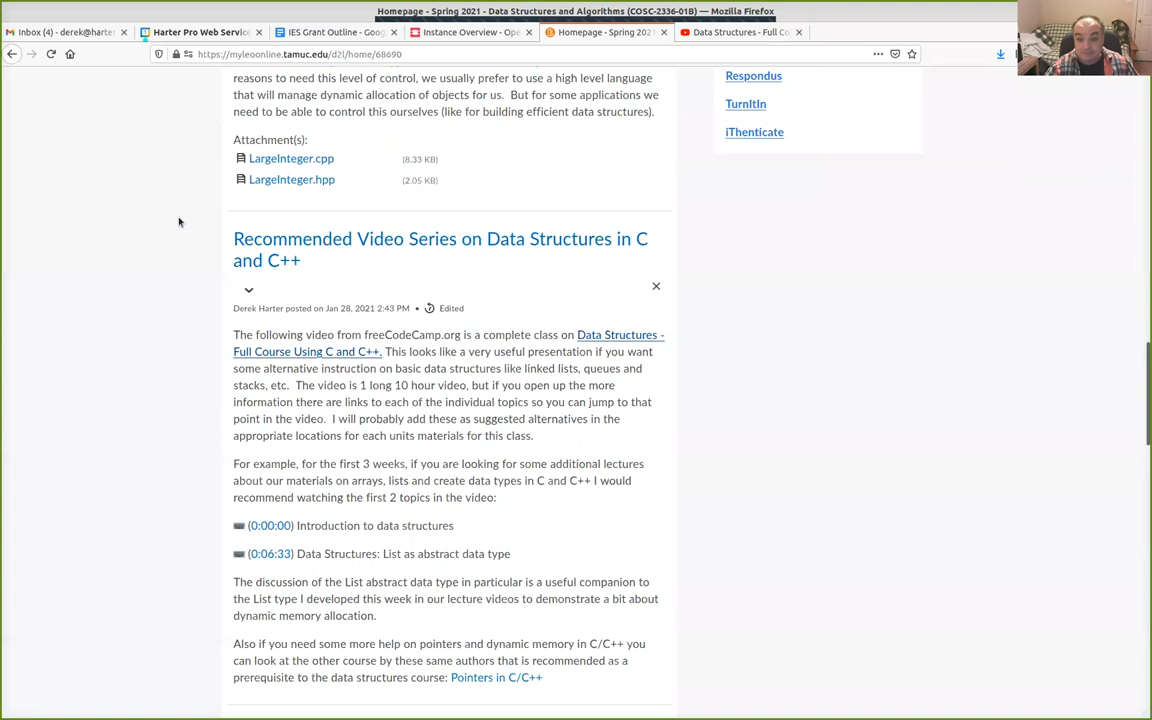 Homepage - Spring 2021 - Data Structures and Algorithms (COSC-2336-01B) — Mozilla Firefox
Inbox (4) - derek@harter
Harter Pro Web Service
IES Grant Outline - Goog
Instance Overview - Ope
Homepage - Spring 2021
Data Structures - Full Co
https://myleoonline.tamuc.edu/d2l/home/68690
reasons to need this level of control, we usually prefer to use a high level language
that will manage dynamic allocation of objects for us. But for some applications we
need to be able to control this ourselves (like for building efficient data structures).
Attachment(s):
LargeInteger.cpp (8.33 KB)
LargeInteger.hpp (2.05 KB)
Respondus
TurnItIn
iThenticate
Recommended Video Series on Data Structures in C
and C++
Derek Harter posted on Jan 28, 2021 2:43 PM • Edited
The following video from freeCodeCamp.org is a complete class on Data Structures -
Full Course Using C and C++. This looks like a very useful presentation if you want
some alternative instruction on basic data structures like linked lists, queues and
stacks, etc. The video is 1 long 10 hour video, but if you open up the more
information there are links to each of the individual topics so you can jump to that
point in the video. I will probably add these as suggested alternatives in the
appropriate locations for each units materials for this class.
For example, for the first 3 weeks, if you are looking for some additional lectures
about our materials on arrays, lists and create data types in C and C++ I would
recommend watching the first 2 topics in the video:
(0:00:00) Introduction to data structures
(0:06:33) Data Structures: List as abstract data type
The discussion of the List abstract data type in particular is a useful companion to
the List type I developed this week in our lecture videos to demonstrate a bit about
dynamic memory allocation.
Also if you need some more help on pointers and dynamic memory in C/C++ you
can look at the other course by these same authors that is recommended as a
prerequisite to the data structures course: Pointers in C/C++